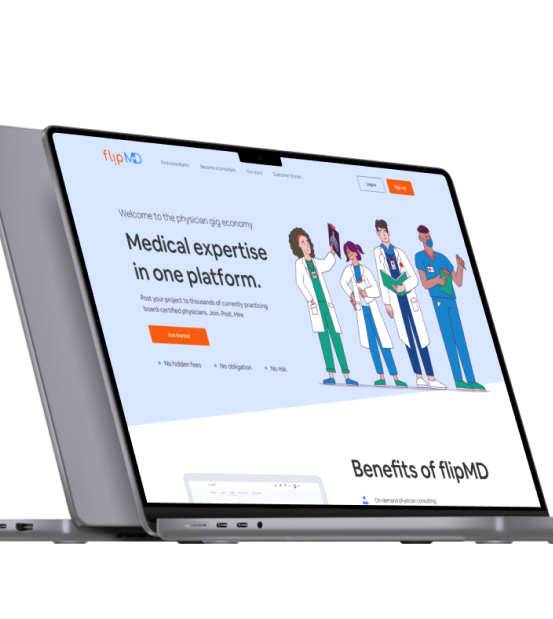 flipMD
Find consultants
Become a consultant
Our story
Customer Stories
Log in
Sign up
Welcome to the physician gig economy
Medical expertise
in one platform.
Post your project to thousands of currently practicing
board-certified physicians. Join. Post. Hire.
Get Started
No hidden fees
No obligation
No risk
Benefits of flipMD
On-demand physician consulting